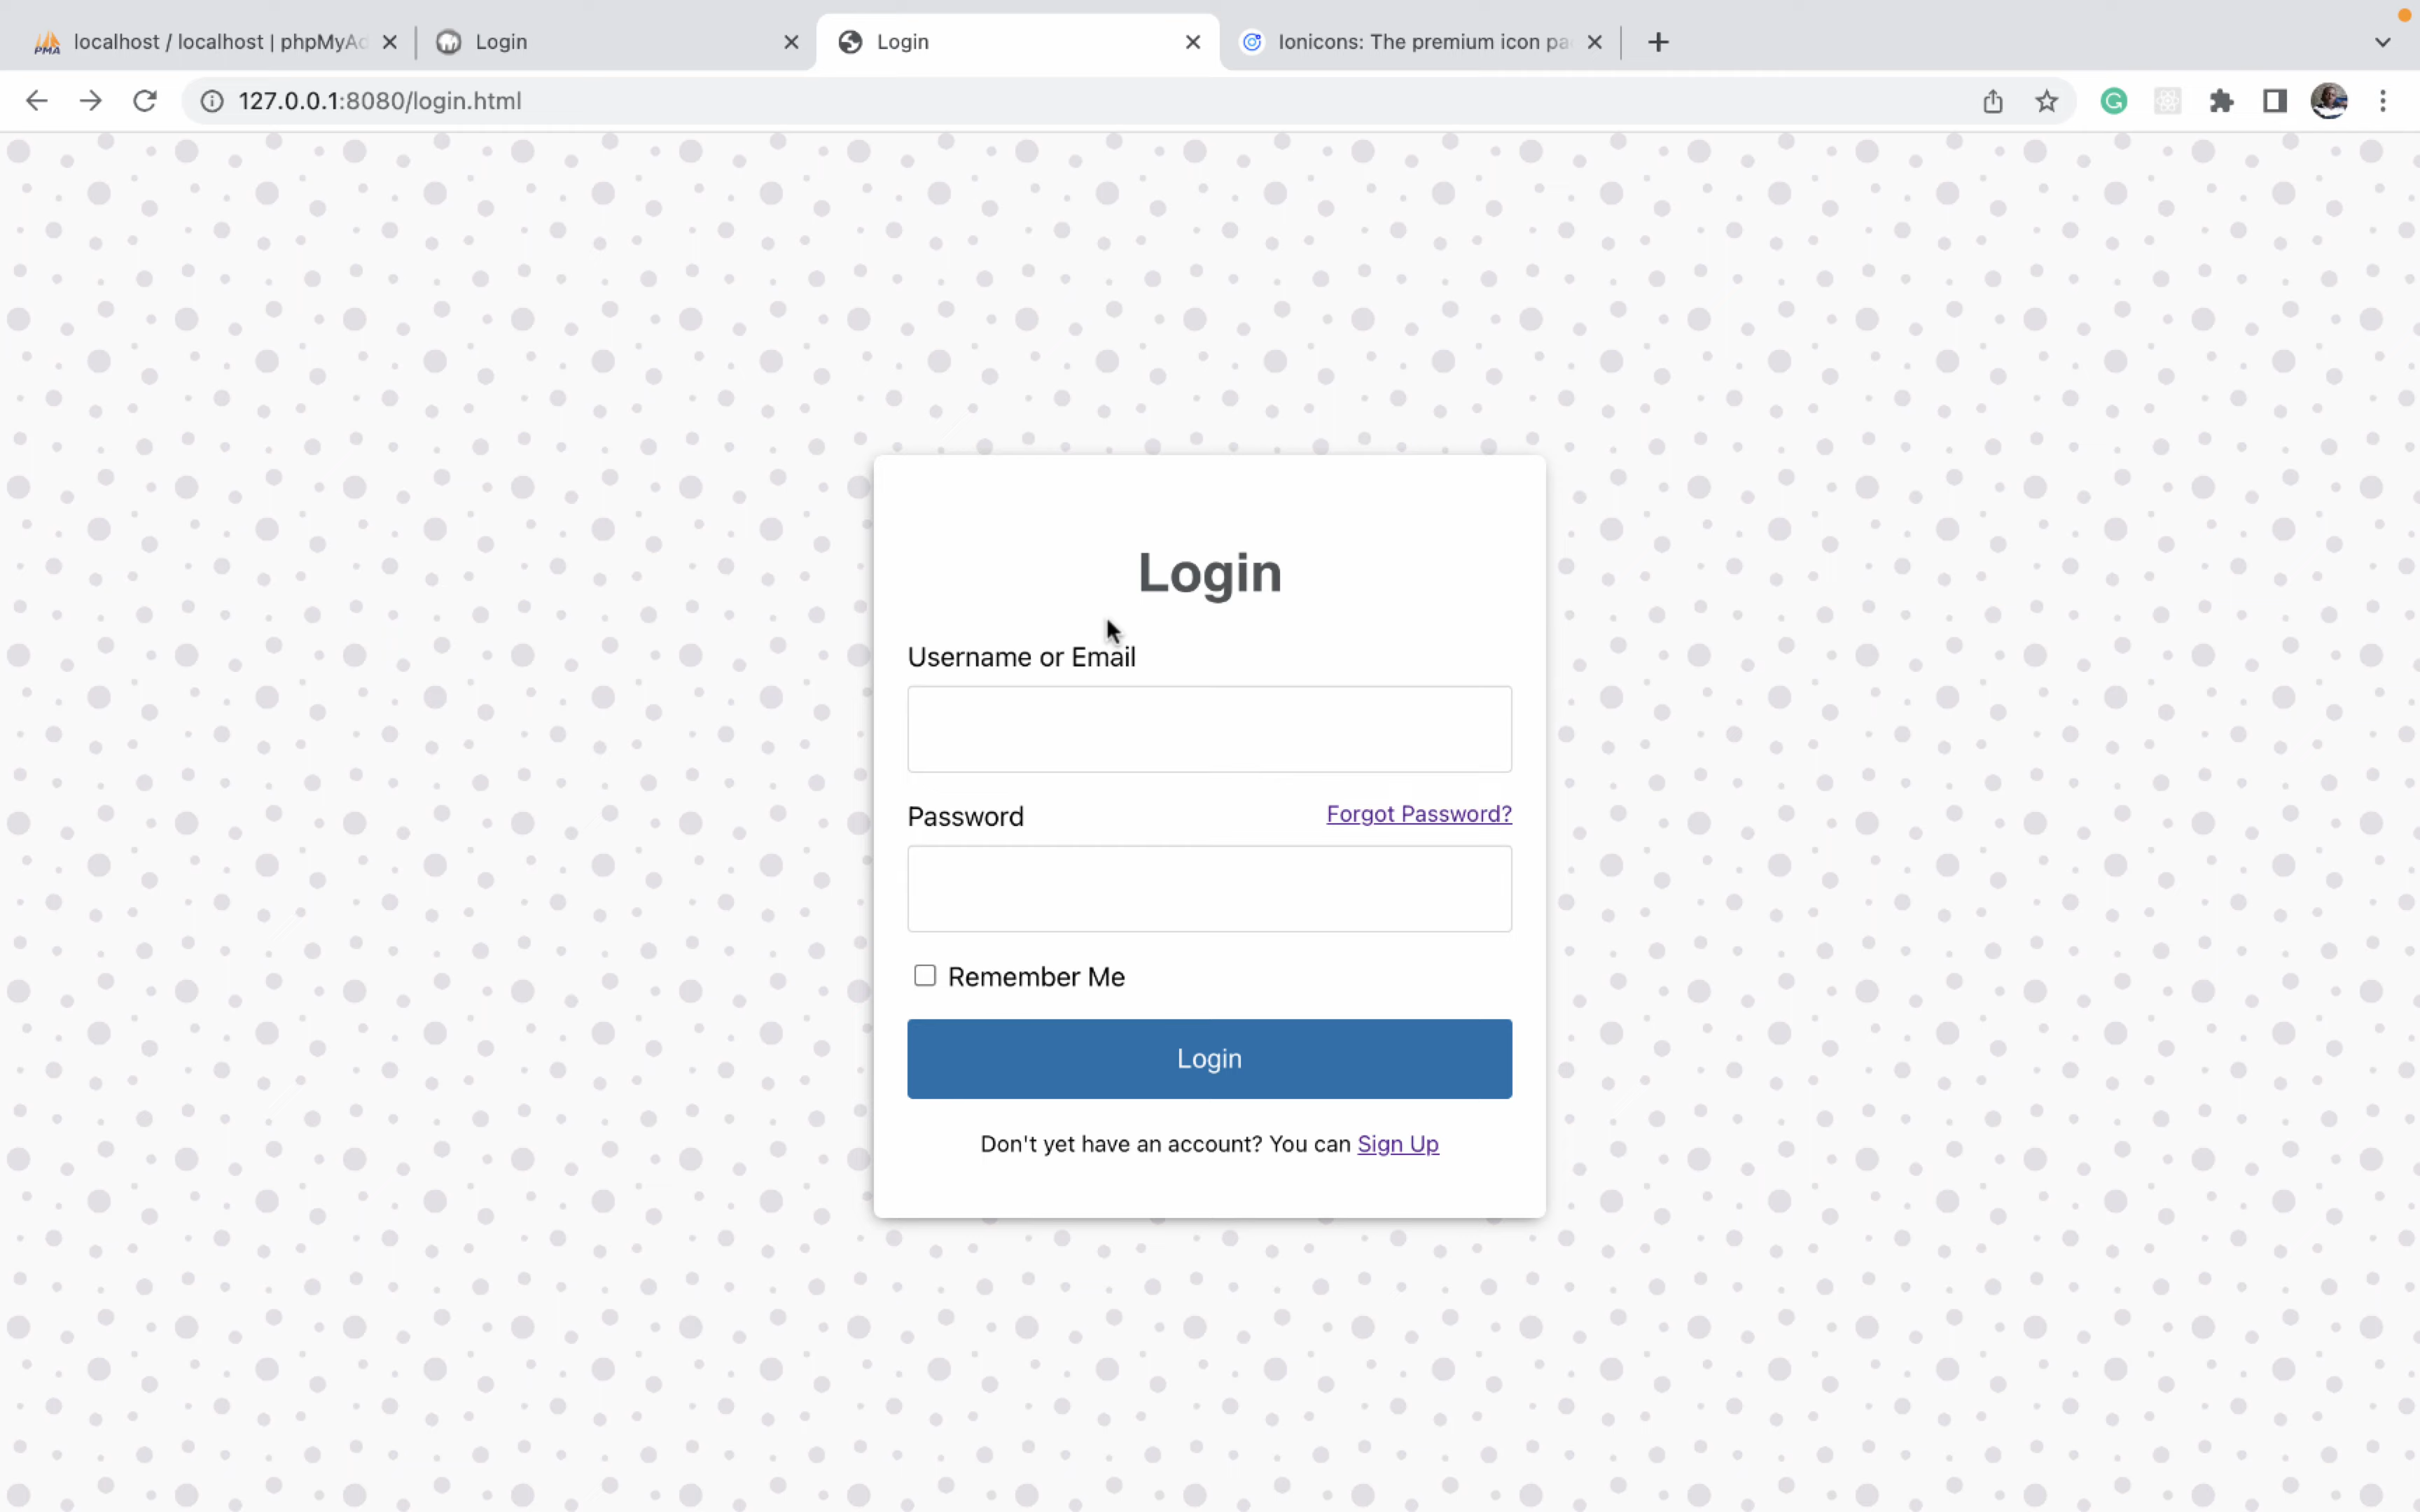 localhost / localhost | phpMyAd
Login
Login
Ionicons: The premium icon pa
127.0.0.1:8080/login.html
Login
Username or Email
Password
Forgot Password?
Remember Me
Login
Don't yet have an account? You can Sign Up